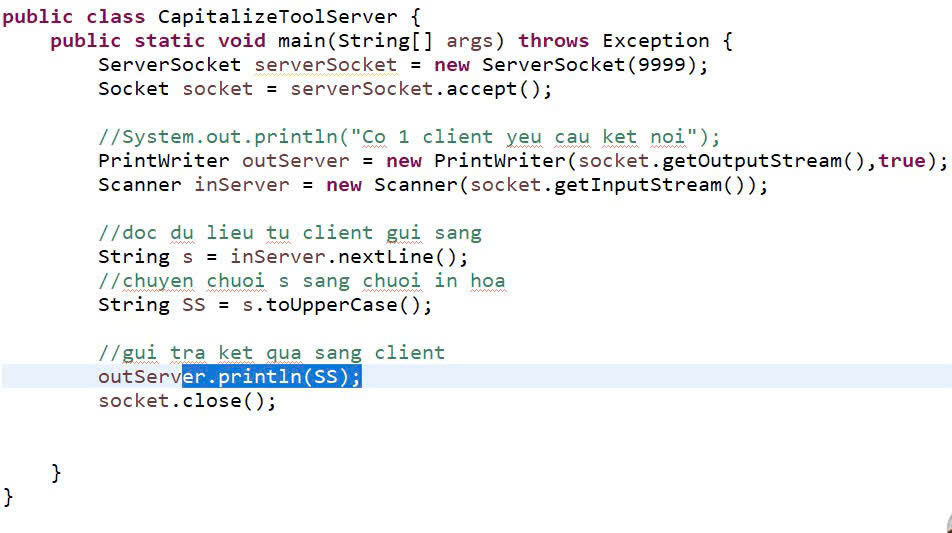 public class CapitalizeToolServer {
    public static void main(String[] args) throws Exception {
        ServerSocket serverSocket = new ServerSocket(9999);
        Socket socket = serverSocket.accept();

        //System.out.println("Co 1 client yeu cau ket noi");
        PrintWriter outServer = new PrintWriter(socket.getOutputStream(),true);
        Scanner inServer = new Scanner(socket.getInputStream());

        //doc du lieu tu client gui sang
        String s = inServer.nextLine();
        //chuyen chuoi s sang chuoi in hoa
        String SS = s.toUpperCase();

        //gui tra ket qua sang client
        outServer.println(SS);
        socket.close();


    }
}